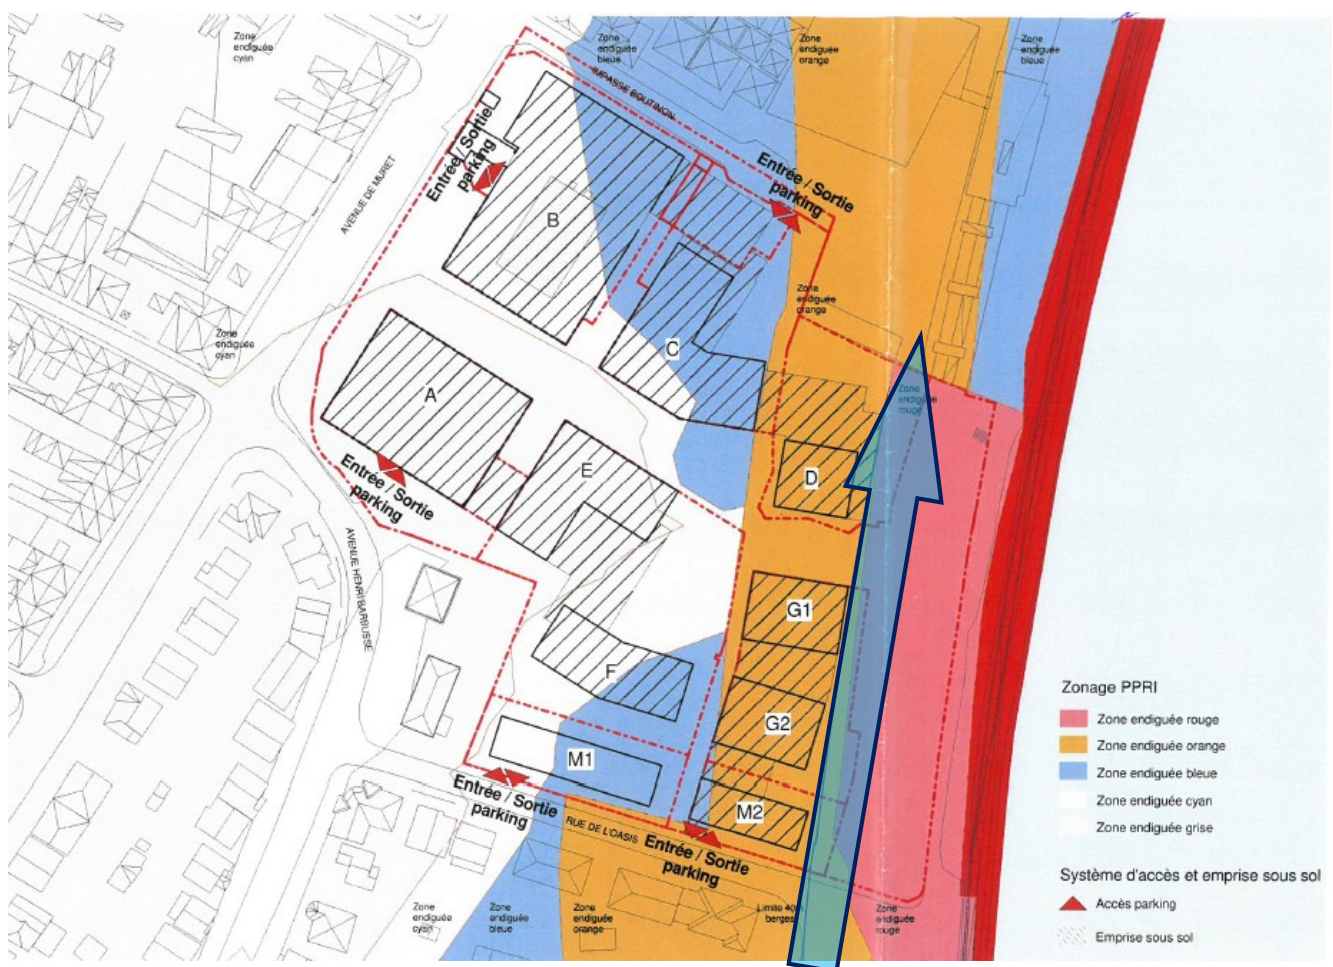 Zone
endiguée
cyan
Zone
endiguée
bleue
Zone
endiguée
orange
Zone
endiguée
bleue
IMPASSE BOUTINON
AVENUE DE MURET
Entrée / Sortie
parking
Entrée / Sortie
parking
B
Zone
endiguée
orange
Zone
endiguée
cyan
C
A
Zone
endiguée
rouge
E
D
Entrée / Sortie
parking
AVENUE HENRI BARBUSSE
G1
F
G2
M1
M2
Entrée / Sortie
parking
RUE DE L'OASIS
Entrée / Sortie
parking
Zone
endiguée
cyan
Zone
endiguée
bleue
Zone
endiguée
orange
Limite 40m
berges
Zone
endiguée
rouge
Zonage PPRI
Zone endiguée rouge
Zone endiguée orange
Zone endiguée bleue
Zone endiguée cyan
Zone endiguée grise
Système d'accès et emprise sous sol
Accès parking
Emprise sous sol